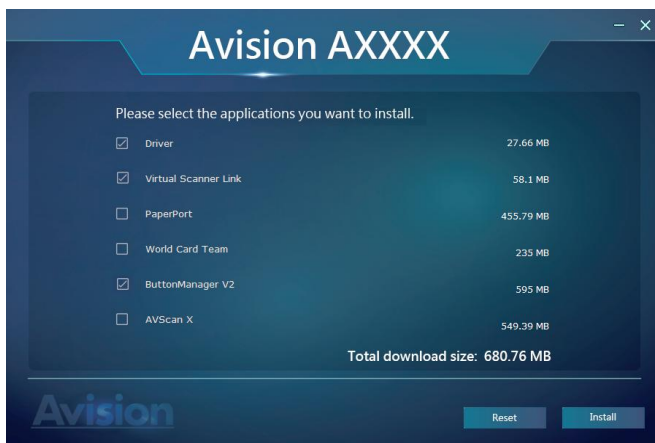 Avision AXXXX
Please select the applications you want to install.
Driver 27.66 MB
Virtual Scanner Link 58.1 MB
PaperPort 455.79 MB
World Card Team 235 MB
ButtonManager V2 595 MB
AVScan X 549.39 MB
Total download size: 680.76 MB
Avision
Reset Install